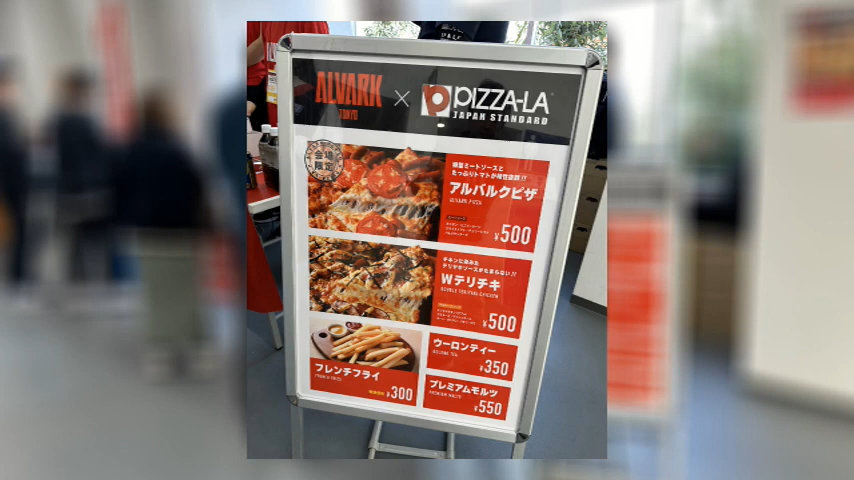 ALVARK
TOKYO
×
PIZZA-LA
JAPAN STANDARD
会場
限定
特製ミートソースと
たっぷりトマトが相性抜群!!
アルバルクピザ
ALVARK PIZZA
¥500
チキンに染みた
テリヤキソースがたまらない!!
Wテリチキ
DOUBLE TERIYAKI CHICKEN
¥500
フレンチフライ
FRENCH FRIES
¥300
ウーロンティー
OOLONG TEA
¥350
プレミアムモルツ
PREMIUM MALTS
¥550